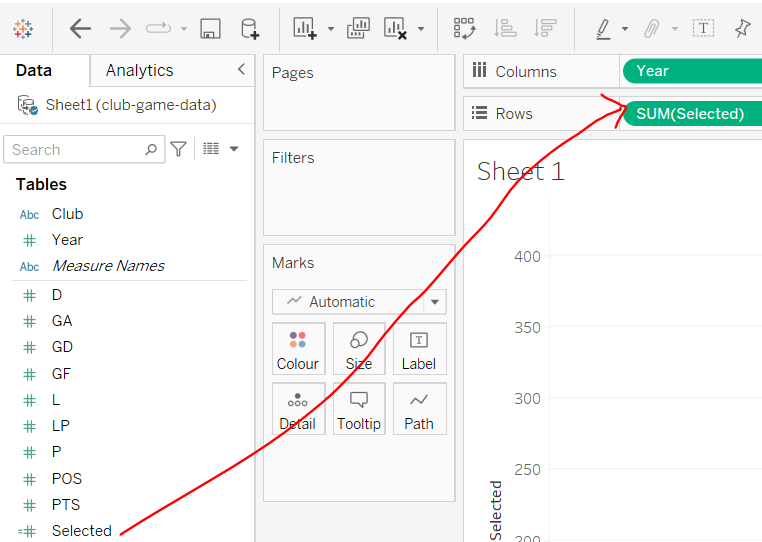 Data
Analytics
Sheet1 (club-game-data)
Search
Tables
Abc Club
# Year
Abc Measure Names
# D
# GA
# GD
# GF
# L
# LP
# P
# POS
# PTS
=# Selected
Pages
Filters
Marks
Automatic
Colour Size Label
Detail Tooltip Path
Columns Year
Rows SUM(Selected)
Sheet 1
400
350
300
250
200
Selected